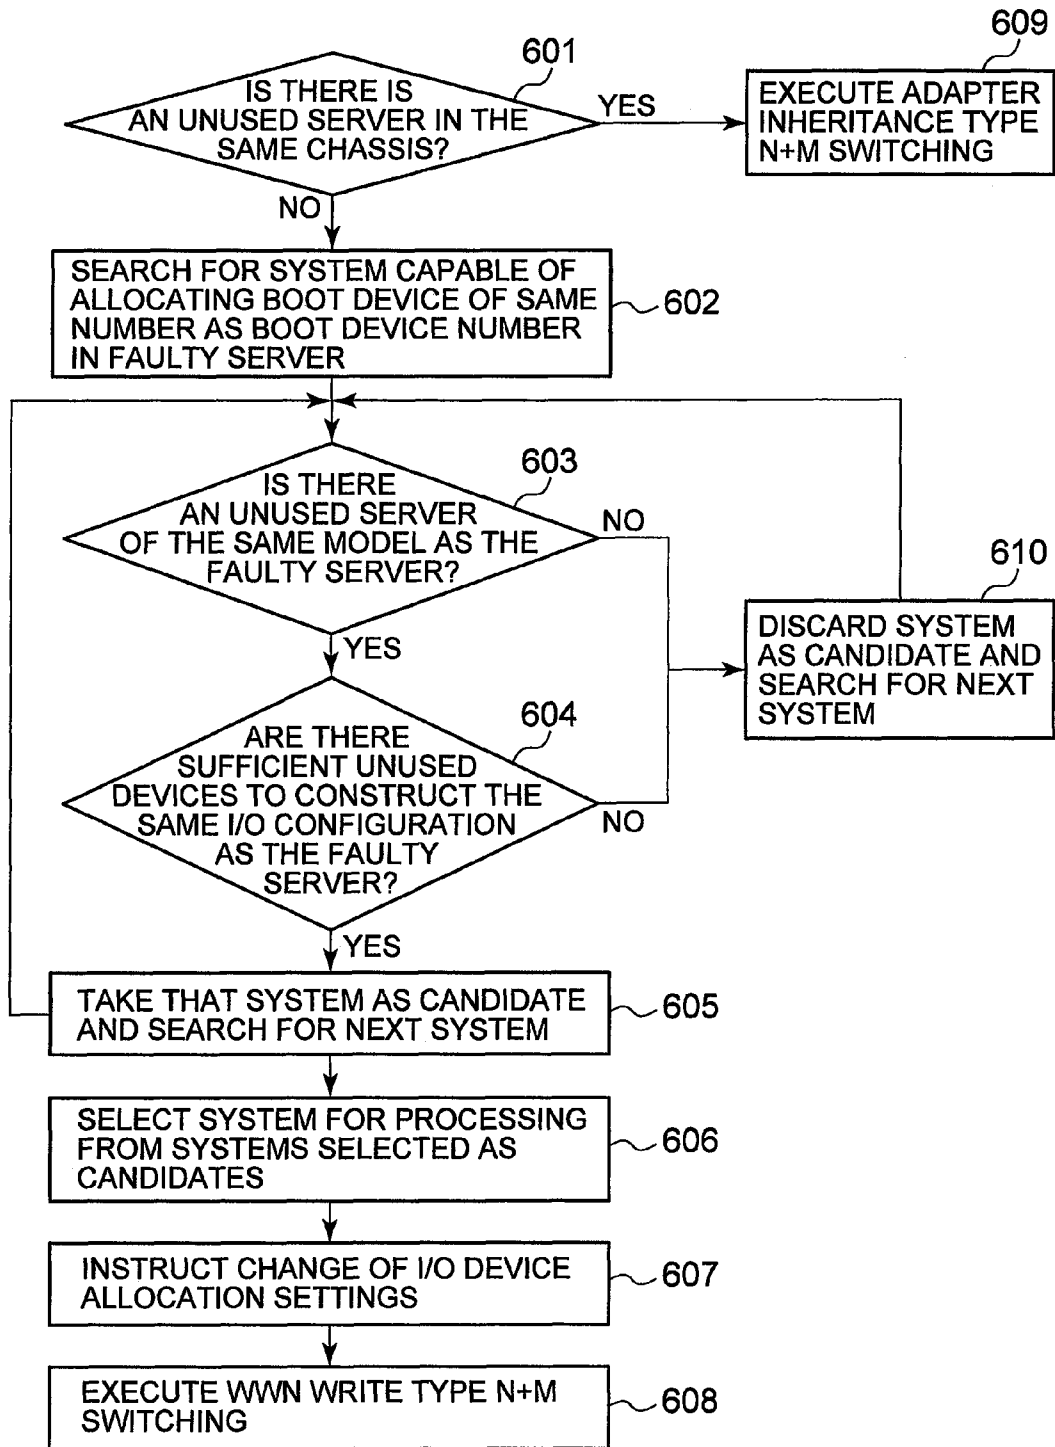 601
IS THERE IS
AN UNUSED SERVER IN THE
SAME CHASSIS?
YES
609
EXECUTE ADAPTER
INHERITANCE TYPE
N+M SWITCHING
NO
SEARCH FOR SYSTEM CAPABLE OF
ALLOCATING BOOT DEVICE OF SAME
NUMBER AS BOOT DEVICE NUMBER
IN FAULTY SERVER
602
603
IS THERE
AN UNUSED SERVER
OF THE SAME MODEL AS THE
FAULTY SERVER?
NO
YES
610
DISCARD SYSTEM
AS CANDIDATE AND
SEARCH FOR NEXT
SYSTEM
604
ARE THERE
SUFFICIENT UNUSED
DEVICES TO CONSTRUCT THE
SAME I/O CONFIGURATION
AS THE FAULTY
SERVER?
NO
YES
TAKE THAT SYSTEM AS CANDIDATE
AND SEARCH FOR NEXT SYSTEM
605
SELECT SYSTEM FOR PROCESSING
FROM SYSTEMS SELECTED AS
CANDIDATES
606
INSTRUCT CHANGE OF I/O DEVICE
ALLOCATION SETTINGS
607
EXECUTE WWN WRITE TYPE N+M
SWITCHING
608